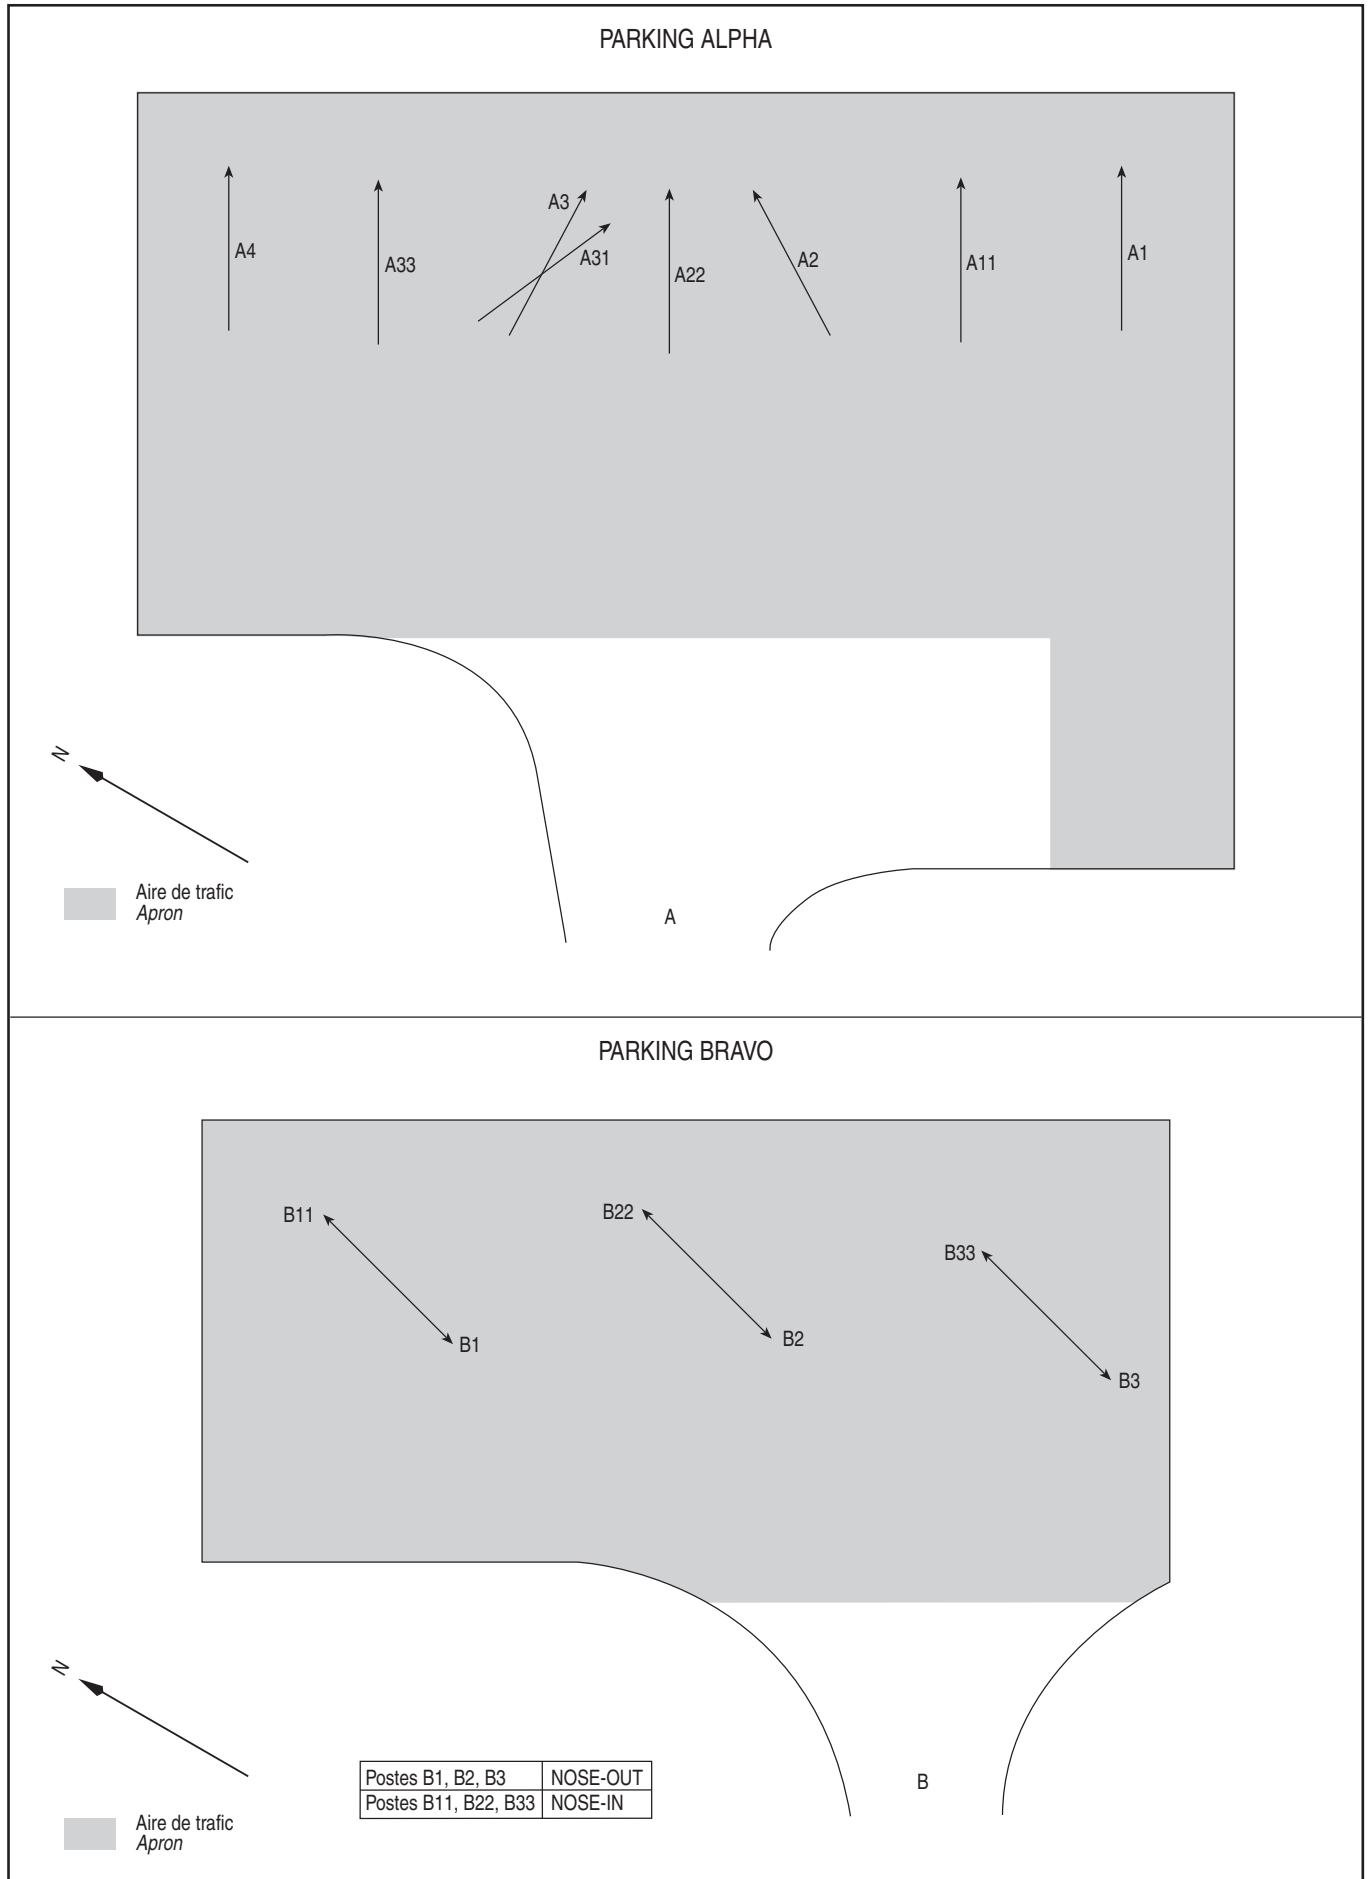 PARKING ALPHA
A3
A4
A33
A31
A22
A2
A11
A1
N
Aire de trafic
Apron
A
PARKING BRAVO
B11
B22
B33
B1
B2
B3
N
Postes B1, B2, B3 NOSE-OUT
Postes B11, B22, B33 NOSE-IN
B
Aire de trafic
Apron